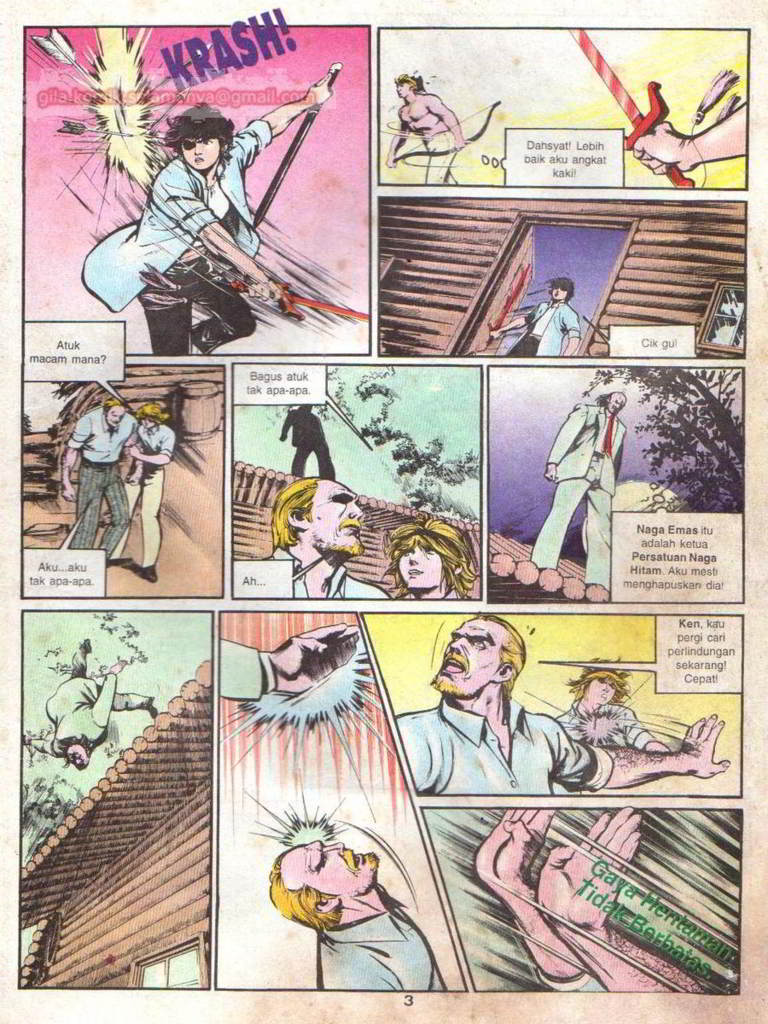 KRASH!
Dahsyat! Lebih
baik aku angkat
kaki!
Cik gu!
Atuk
macam mana?
Aku...aku
tak apa-apa.
Bagus atuk
tak apa-apa.
Ah...
Naga Emas itu
adalah ketua
Persatuan Naga
Hitam. Aku mesti
menghapuskan dia!
Ken, kau
pergi cari
perlindungan
sekarang!
Cepat!
Gaya Hentaman
Tidak Berbatas
3